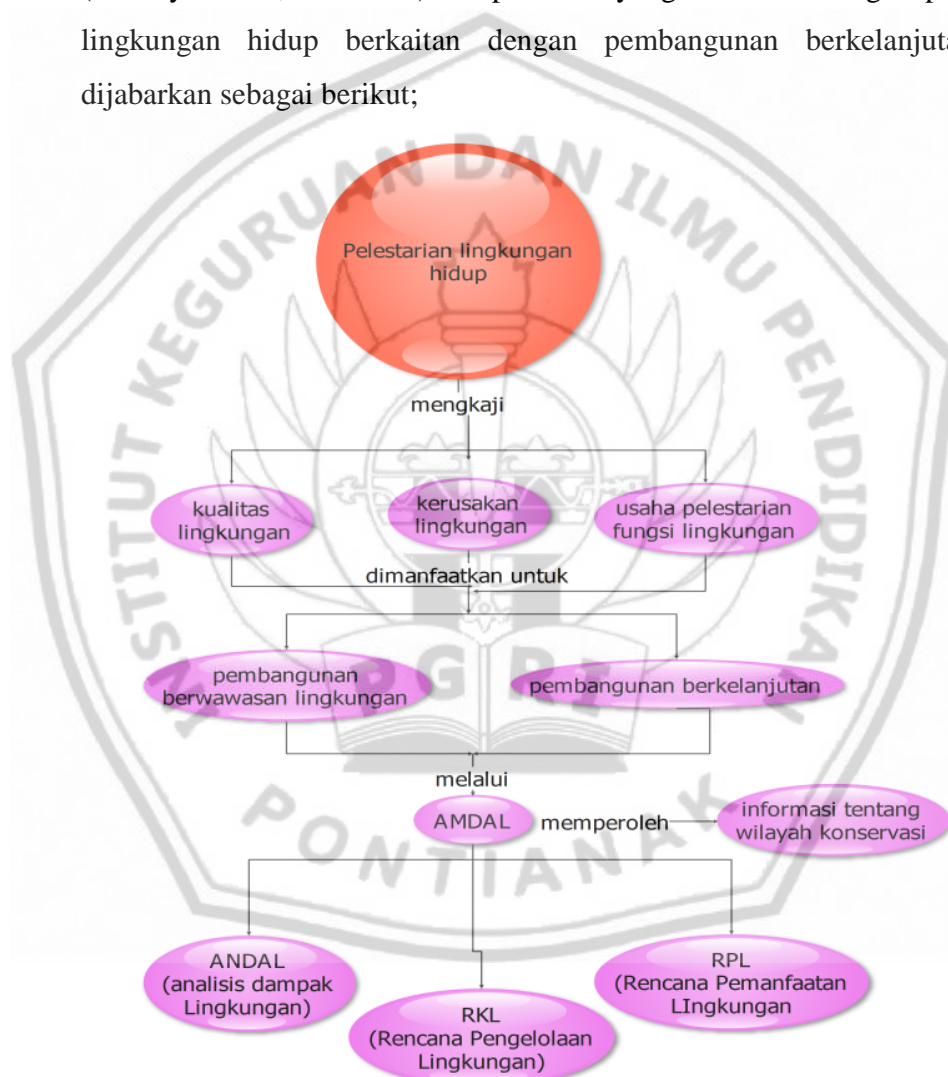 lingkungan hidup berkaitan dengan pembangunan
dijabarkan sebagai berikut;
INSTITUT KEGURUAN DAN ILMU PENDIDIKAN
Pelestarian lingkungan
hidup
mengkaji
kualitas
lingkungan
kerusakan
lingkungan
usaha pelestarian
fungsi lingkungan
dimanfaatkan untuk
pembangunan
berwawasan lingkungan
pembangunan berkelanjutan
PGRI
melalui
AMDAL
memperoleh
informasi tentang
wilayah konservasi
PONTIANAK
ANDAL
(analisis dampak
Lingkungan)
RKL
(Rencana Pengelolaan
Lingkungan)
RPL
(Rencana Pemanfaatan
LIngkungan